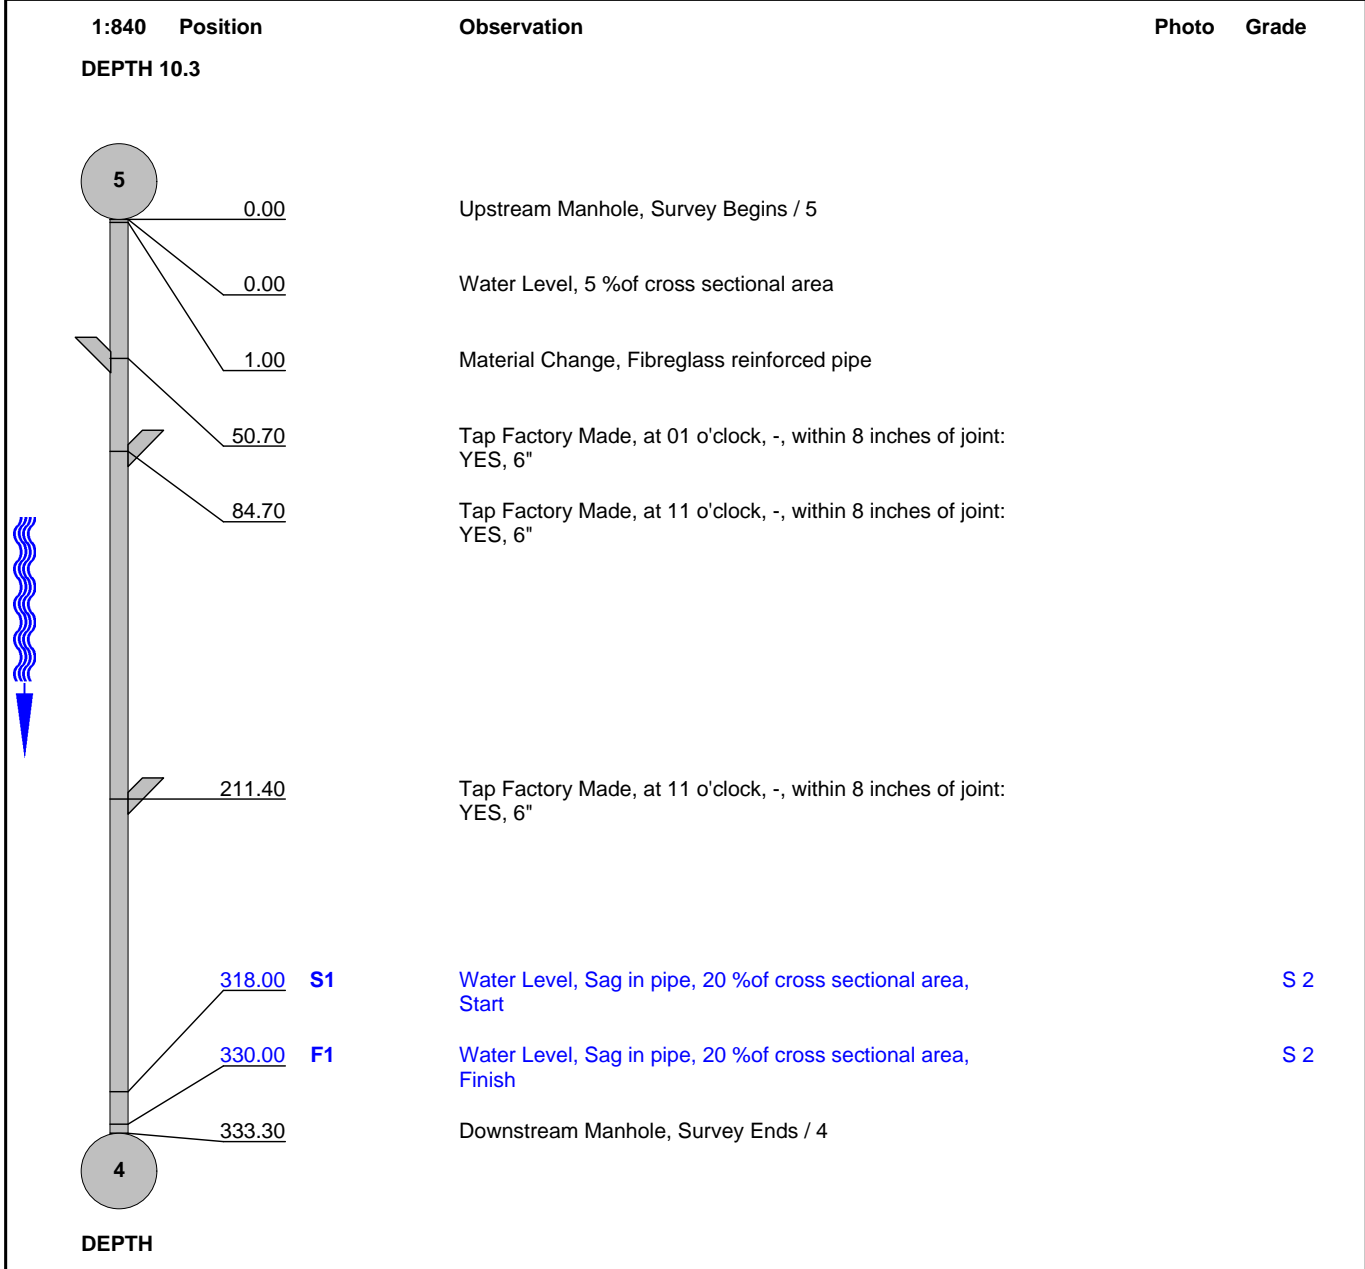 1:840 Position Observation Photo Grade
DEPTH 10.3
5
0.00 Upstream Manhole, Survey Begins / 5
0.00 Water Level, 5 %of cross sectional area
1.00 Material Change, Fibreglass reinforced pipe
50.70 Tap Factory Made, at 01 o'clock, -, within 8 inches of joint:
YES, 6"
84.70 Tap Factory Made, at 11 o'clock, -, within 8 inches of joint:
YES, 6"
211.40 Tap Factory Made, at 11 o'clock, -, within 8 inches of joint:
YES, 6"
318.00 S1 Water Level, Sag in pipe, 20 %of cross sectional area, S 2
Start
330.00 F1 Water Level, Sag in pipe, 20 %of cross sectional area, S 2
Finish
333.30 Downstream Manhole, Survey Ends / 4
4
DEPTH